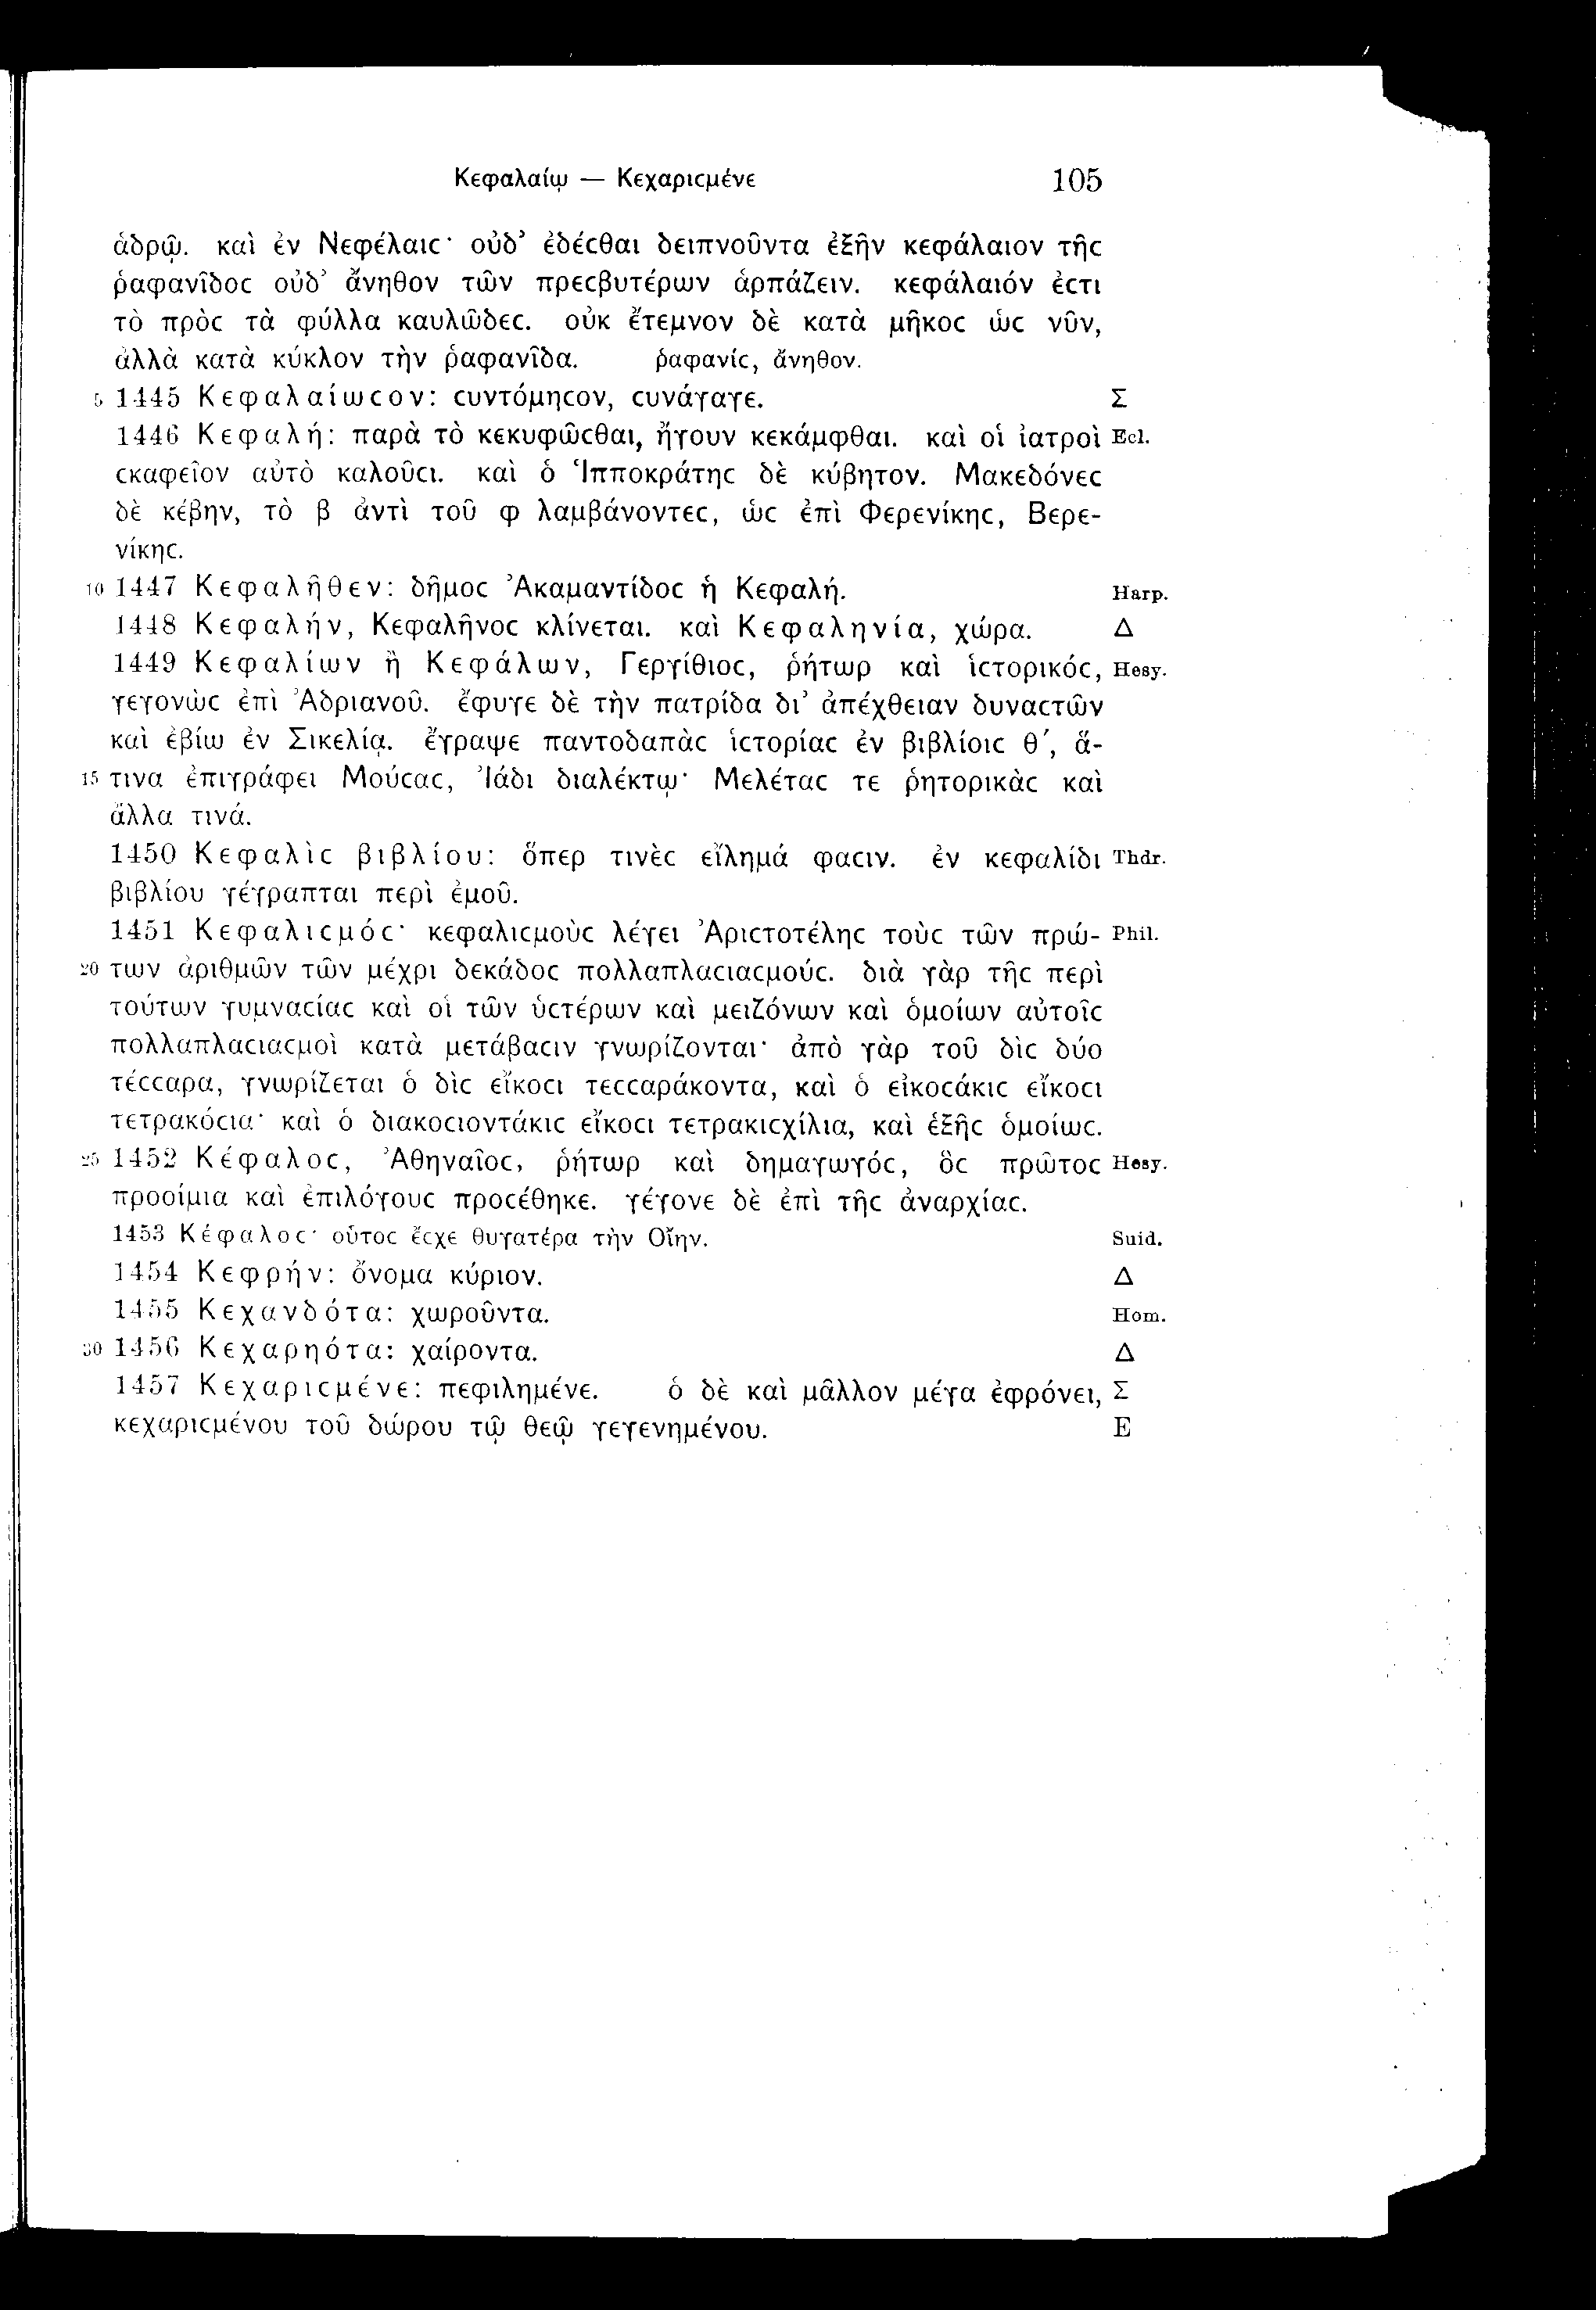 Κεφαλαίῳ — Κεχαριcμένε 105
ἁδρῷ. καὶ ἐν Νεφέλαιc· οὐδ’ ἐδέcθαι δειπνοῦντα ἐξῆν κεφάλαιον τῆc
ῥαφανῖδοc οὐδ’ ἄνηθον τῶν πρεcβυτέρων ἁρπάζειν. κεφάλαιόν ἐcτι
τὸ πρὸc τὰ φύλλα καυλῶδεc. οὐκ ἔτεμνον δὲ κατὰ μῆκοc ὡc νῦν,
ἀλλὰ κατὰ κύκλον τὴν ῥαφανῖδα. ῥαφανίc, ἄνηθον.
5 1445 Κεφαλαίωcον: cυντόμηcον, cυνάγαγε. Σ
1446 Κεφαλή: παρὰ τὸ κεκυφῶcθαι, ἤγουν κεκάμφθαι. καὶ οἱ ἰατροὶ Ecl.
cκαφεῖον αὐτὸ καλοῦcι. καὶ ὁ Ἱπποκράτηc δὲ κύβητον. Μακεδόνεc
δὲ κέβην, τὸ β ἀντὶ τοῦ φ λαμβάνοντεc, ὡc ἐπὶ Φερενίκηc, Βερε-
νίκηc.
10 1447 Κεφαλῆθεν: δῆμοc Ἀκαμαντίδοc ἡ Κεφαλή. Harp.
1448 Κεφαλήν, Κεφαλῆνοc κλίνεται. καὶ Κεφαληνία, χώρα. Δ
1449 Κεφαλίων ἢ Κεφάλων, Γεργίθιοc, ῥήτωρ καὶ ἱcτορικόc, Hesy.
γεγονὼc ἐπὶ Ἀδριανοῦ. ἔφυγε δὲ τὴν πατρίδα δι’ ἀπέχθειαν δυναcτῶν
καὶ ἐβίω ἐν Σικελίᾳ. ἔγραψε παντοδαπὰc ἱcτορίαc ἐν βιβλίοιc θʹ, ἅ-
15 τινα ἐπιγράφει Μούcαc, Ἰάδι διαλέκτῳ· Μελέταc τε ῥητορικὰc καὶ
ἄλλα τινά.
1450 Κεφαλὶc βιβλίου: ὅπερ τινὲc εἴλημά φαcιν. ἐν κεφαλίδι Thdr.
βιβλίου γέγραπται περὶ ἐμοῦ.
1451 Κεφαλιcμόc· κεφαλιcμοὺc λέγει Ἀριcτοτέληc τοὺc τῶν πρώ- Phil.
20 των ἀριθμῶν τῶν μέχρι δεκάδοc πολλαπλαcιαcμούc. διὰ γὰρ τῆc περὶ
τούτων γυμναcίαc καὶ οἱ τῶν ὑcτέρων καὶ μειζόνων καὶ ὁμοίων αὐτοῖc
πολλαπλαcιαcμοὶ κατὰ μετάβαcιν γνωρίζονται· ἀπὸ γὰρ τοῦ δὶc δύο
τέccαρα, γνωρίζεται ὁ δὶc εἴκοcι τεccαράκοντα, καὶ ὁ εἰκοcάκιc εἴκοcι
τετρακόcια· καὶ ὁ διακοcιοντάκιc εἴκοcι τετρακιcχίλια, καὶ ἑξῆc ὁμοίωc.
25 1452 Κέφαλοc, Ἀθηναῖοc, ῥήτωρ καὶ δημαγωγόc, ὃc πρῶτοc Hesy.
προοίμια καὶ ἐπιλόγουc προcέθηκε. γέγονε δὲ ἐπὶ τῆc ἀναρχίαc.
1453 Κέφαλοc· οὗτοc ἔcχε θυγατέρα τὴν Οἴην. Suid.
1454 Κεφρήν: ὄνομα κύριον. Δ
1455 Κεχανδότα: χωροῦντα. Hom.
30 1456 Κεχαρηότα: χαίροντα. Δ
1457 Κεχαριcμένε: πεφιλημένε. ὁ δὲ καὶ μᾶλλον μέγα ἐφρόνει, Σ
κεχαριcμένου τοῦ δώρου τῷ θεῷ γεγενημένου. E